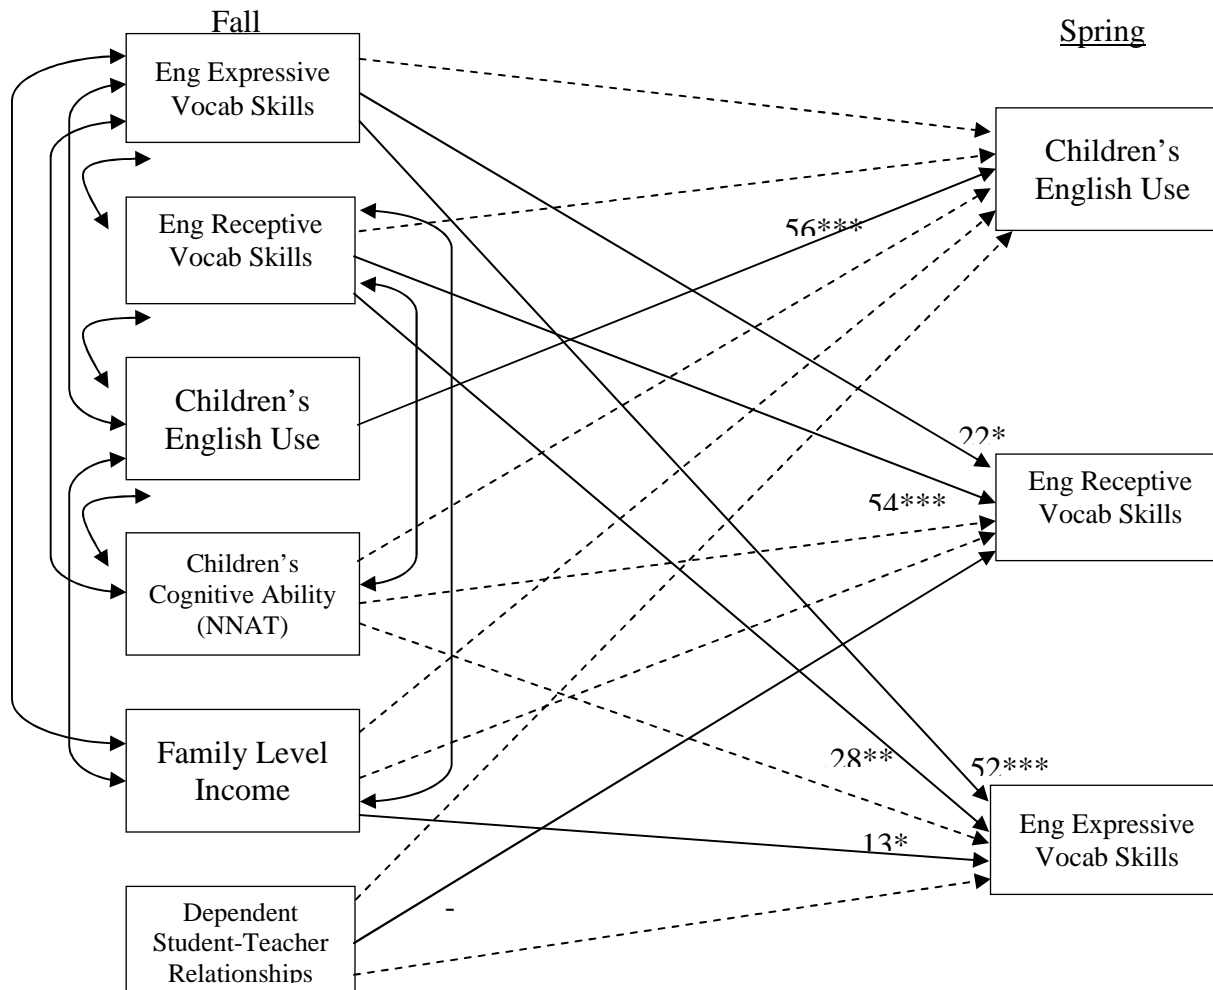 Fall
Spring
Eng Expressive
Vocab Skills
Children's
English Use
Eng Receptive
Vocab Skills
56***
Children's
English Use
22*
Eng Receptive
Vocab Skills
54***
Children's
Cognitive Ability
(NNAT)
Family Level
Income
28**
52***
Eng Expressive
Vocab Skills
13*
Dependent
Student-Teacher
Relationships
-